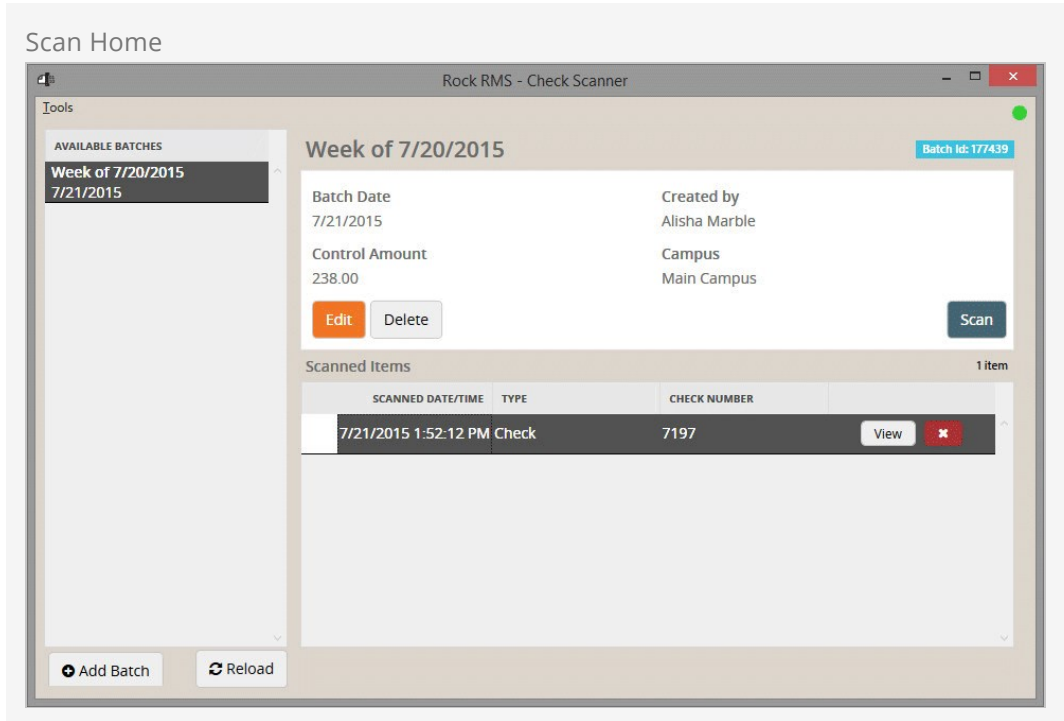 Scan Home
Rock RMS - Check Scanner
Tools
AVAILABLE BATCHES
Week of 7/20/2015
7/21/2015
Week of 7/20/2015
Batch Id: 177439
Batch Date
7/21/2015
Created by
Alisha Marble
Control Amount
238.00
Campus
Main Campus
Edit
Delete
Scan
Scanned Items
1 item
SCANNED DATE/TIME TYPE CHECK NUMBER
7/21/2015 1:52:12 PM Check 7197 View
Add Batch
Reload